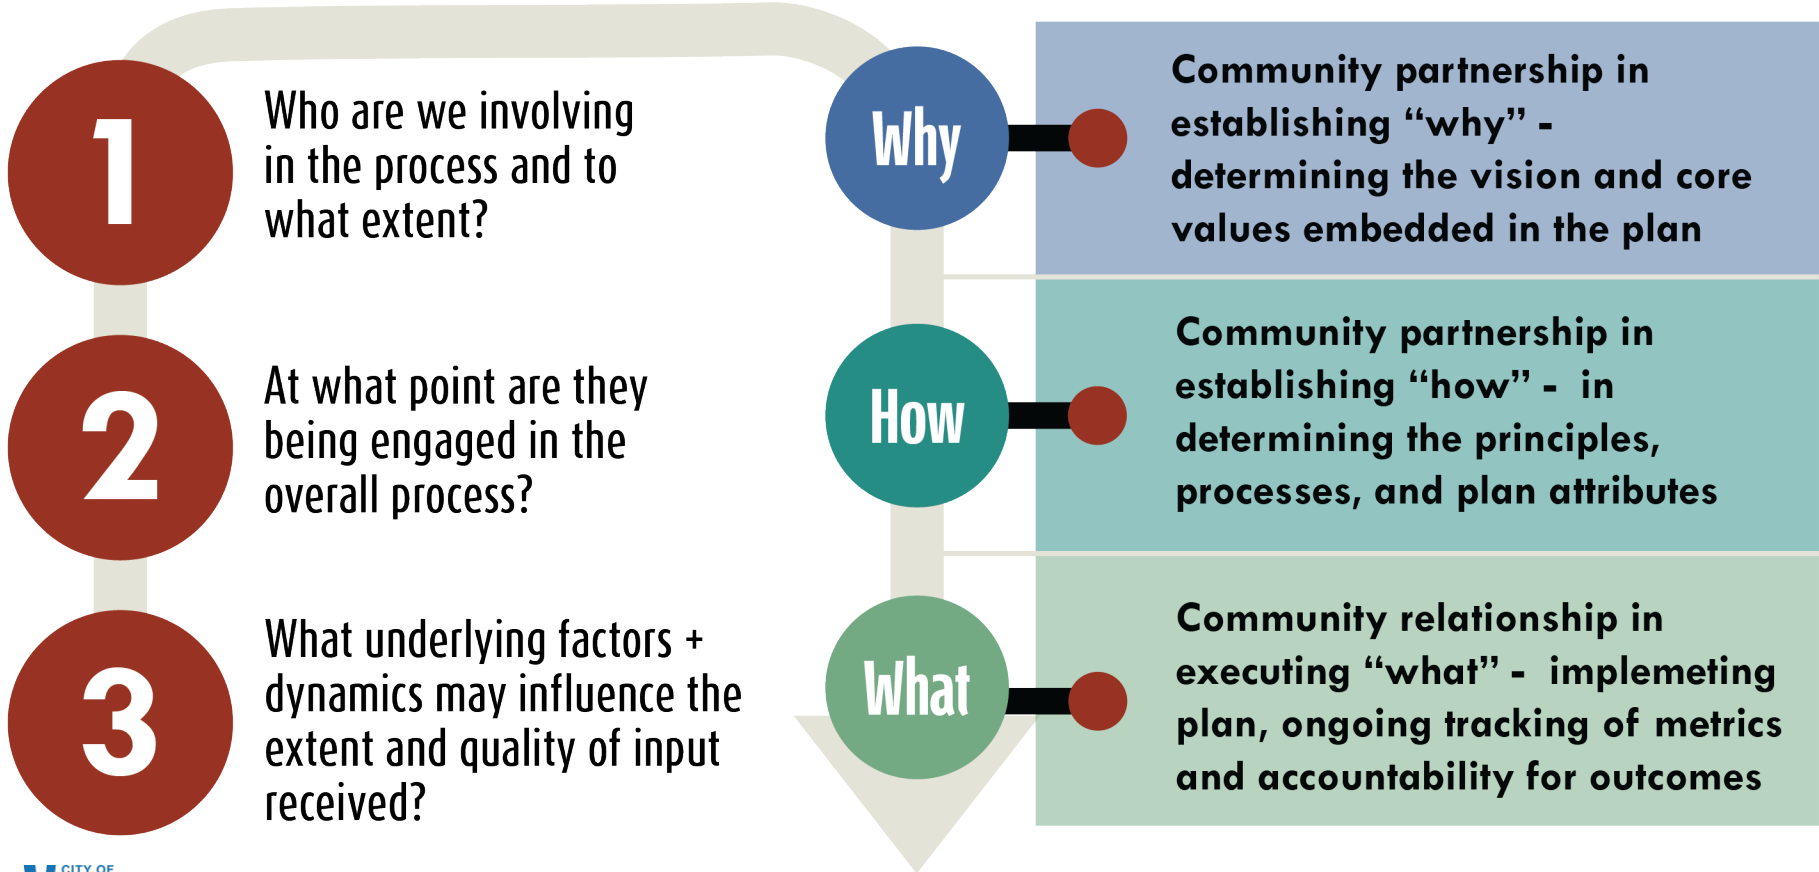 1
Who are we involving
in the process and to
what extent?
2
At what point are they
being engaged in the
overall process?
3
What underlying factors +
dynamics may influence the
extent and quality of input
received?
Why
Community partnership in
establishing “why” -
determining the vision and core
values embedded in the plan
How
Community partnership in
establishing “how” - in
determining the principles,
processes, and plan attributes
What
Community relationship in
executing “what” - implemeting
plan, ongoing tracking of metrics
and accountability for outcomes
CITY OF